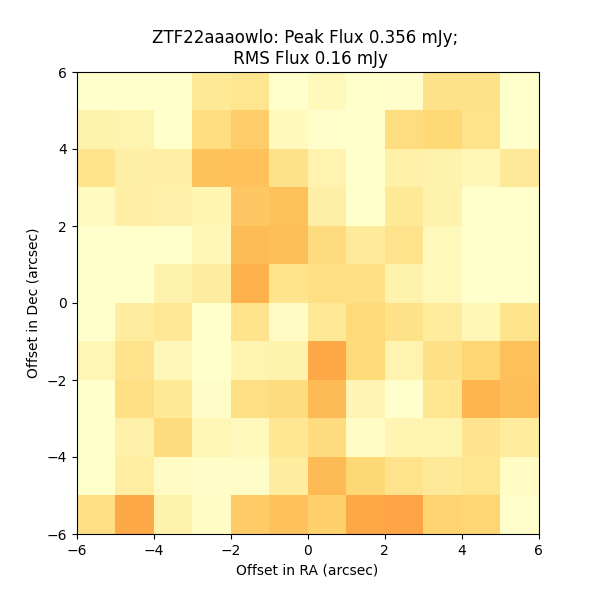 ZTF22aaaowlo: Peak Flux 0.356 mJy;
RMS Flux 0.16 mJy
6
4
2
0
−2
−4
−6
Offset in Dec (arcsec)
−6 −4 −2 0 2 4 6
Offset in RA (arcsec)